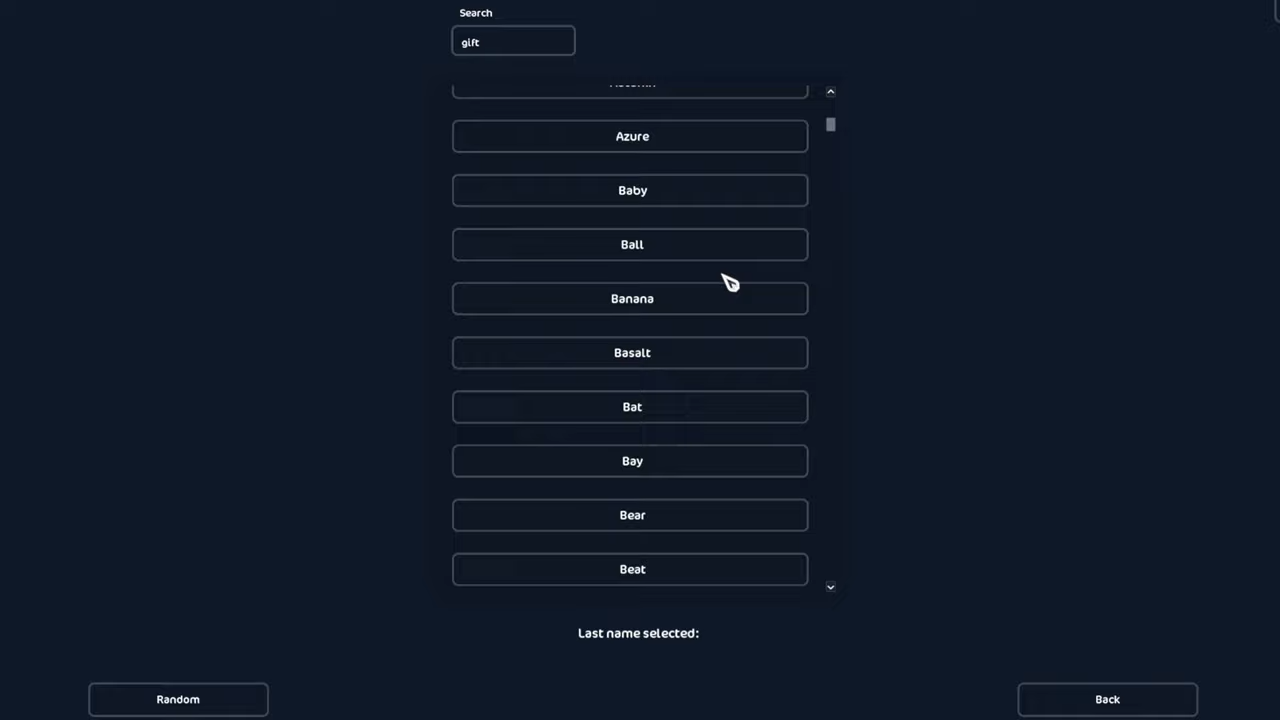 Search
gift
Azure
Baby
Ball
Banana
Basalt
Bat
Bay
Bear
Beat
Last name selected:
Random
Back